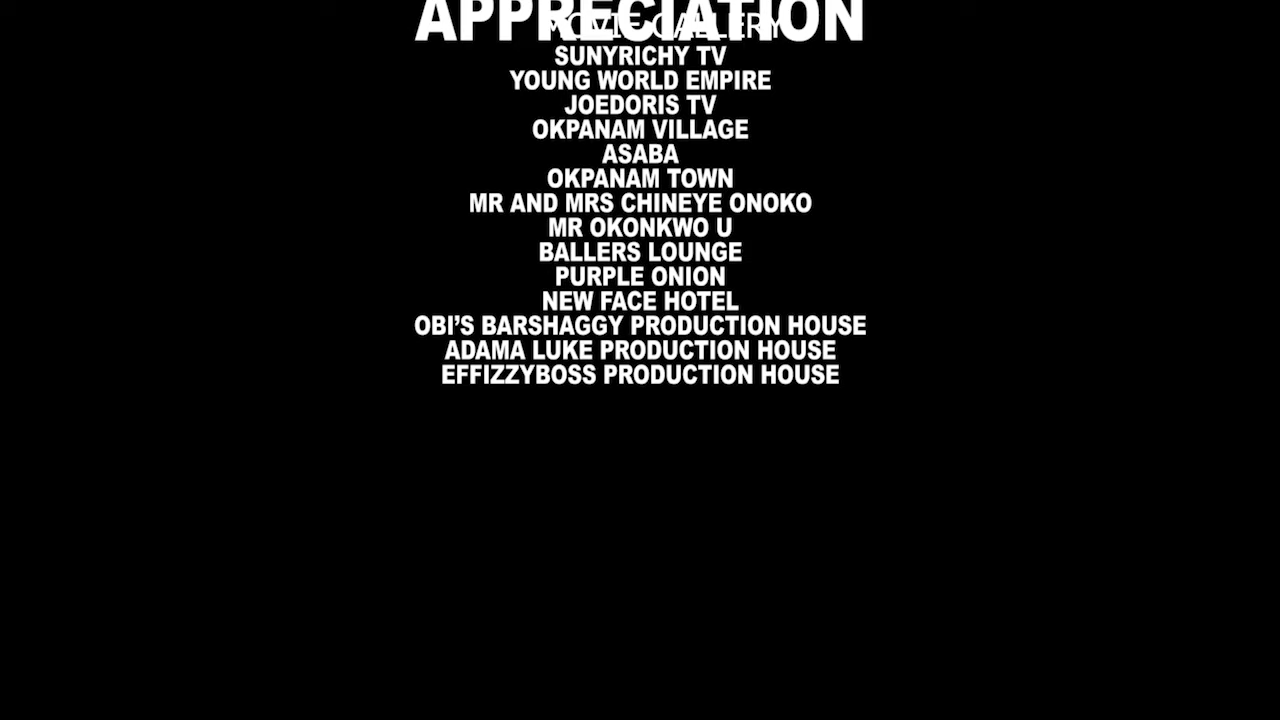 APPRECIATION
MOVIE GALLERY
SUNYRICHY TV
YOUNG WORLD EMPIRE
JOEDORIS TV
OKPANAM VILLAGE
ASABA
OKPANAM TOWN
MR AND MRS CHINEYE ONOKO
MR OKONKWO U
BALLERS LOUNGE
PURPLE ONION
NEW FACE HOTEL
OBI’S BARSHAGGY PRODUCTION HOUSE
ADAMA LUKE PRODUCTION HOUSE
EFFIZZYBOSS PRODUCTION HOUSE